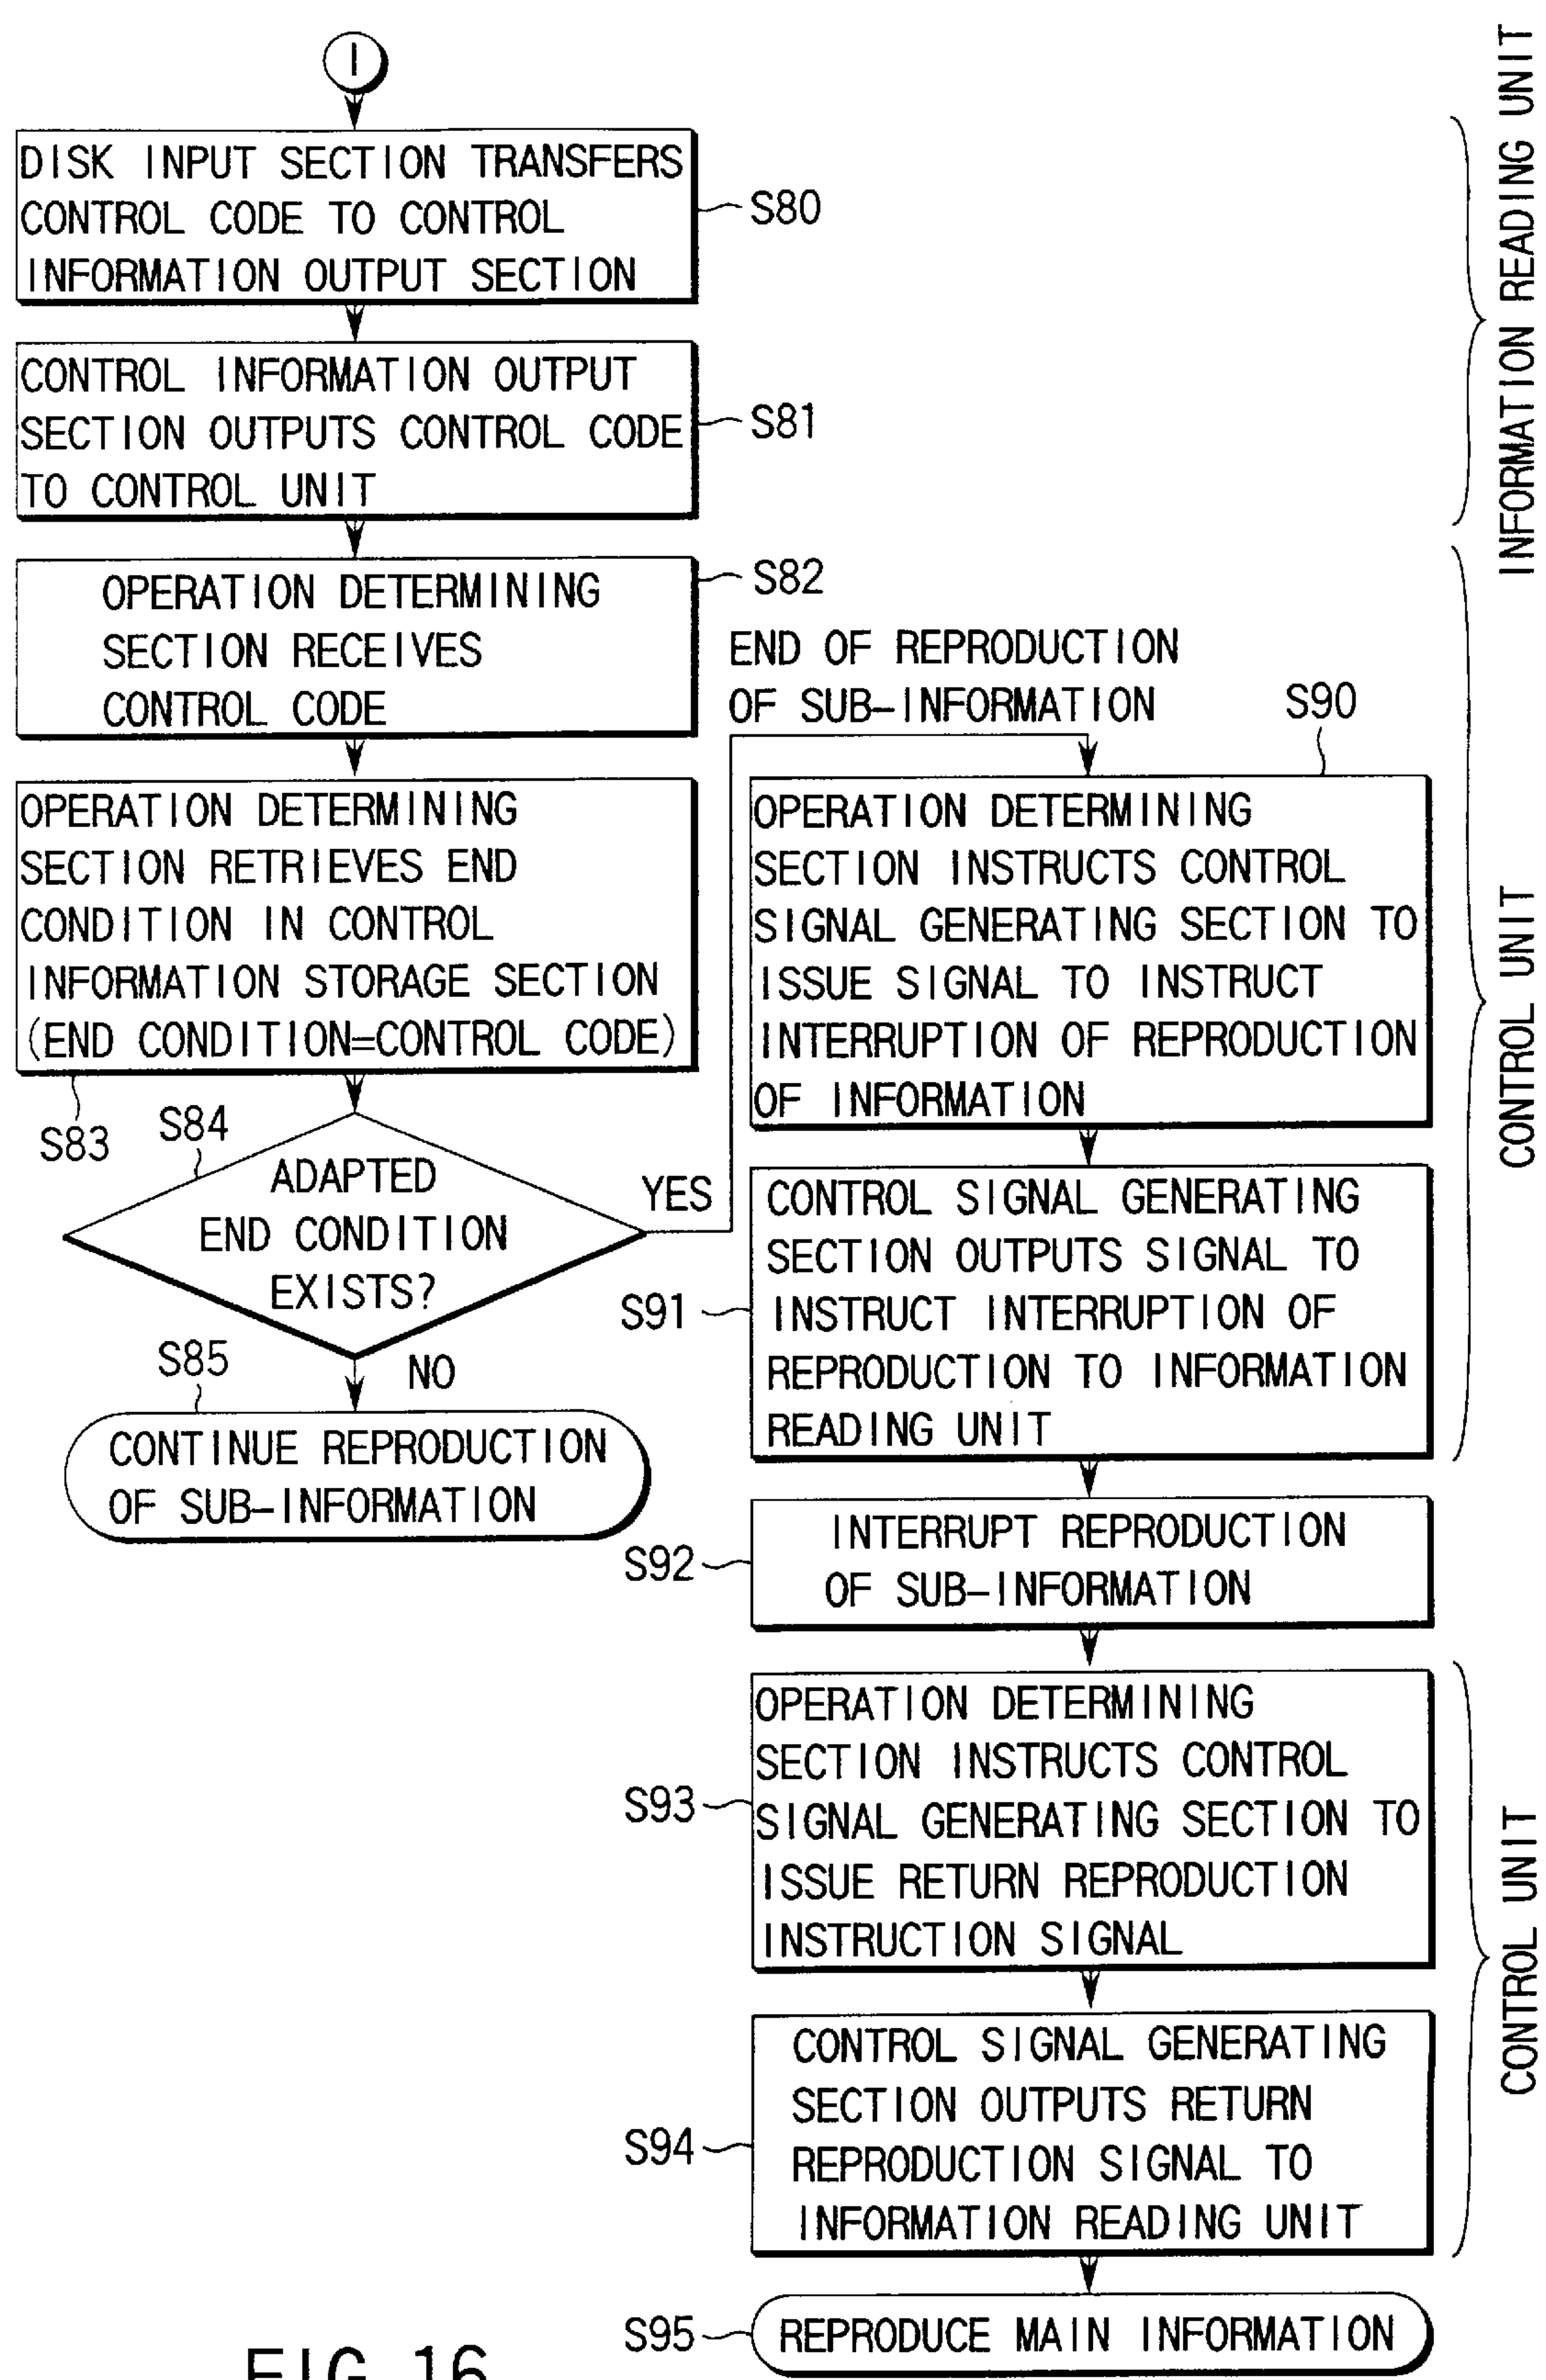 I
DISK INPUT SECTION TRANSFERS
CONTROL CODE TO CONTROL
INFORMATION OUTPUT SECTION
S80
CONTROL INFORMATION OUTPUT
SECTION OUTPUTS CONTROL CODE
TO CONTROL UNIT
S81
INFORMATION READING UNIT
OPERATION DETERMINING
SECTION RECEIVES
CONTROL CODE
S82
OPERATION DETERMINING
SECTION RETRIEVES END
CONDITION IN CONTROL
INFORMATION STORAGE SECTION
(END CONDITION=CONTROL CODE)
S83
S84
ADAPTED
END CONDITION
EXISTS?
YES
NO
S85
CONTINUE REPRODUCTION
OF SUB-INFORMATION
END OF REPRODUCTION
OF SUB-INFORMATION
S90
OPERATION DETERMINING
SECTION INSTRUCTS CONTROL
SIGNAL GENERATING SECTION TO
ISSUE SIGNAL TO INSTRUCT
INTERRUPTION OF REPRODUCTION
OF INFORMATION
CONTROL UNIT
S91
CONTROL SIGNAL GENERATING
SECTION OUTPUTS SIGNAL TO
INSTRUCT INTERRUPTION OF
REPRODUCTION TO INFORMATION
READING UNIT
S92
INTERRUPT REPRODUCTION
OF SUB-INFORMATION
S93
OPERATION DETERMINING
SECTION INSTRUCTS CONTROL
SIGNAL GENERATING SECTION TO
ISSUE RETURN REPRODUCTION
INSTRUCTION SIGNAL
CONTROL UNIT
S94
CONTROL SIGNAL GENERATING
SECTION OUTPUTS RETURN
REPRODUCTION SIGNAL TO
INFORMATION READING UNIT
S95
REPRODUCE MAIN INFORMATION
FIG. 16